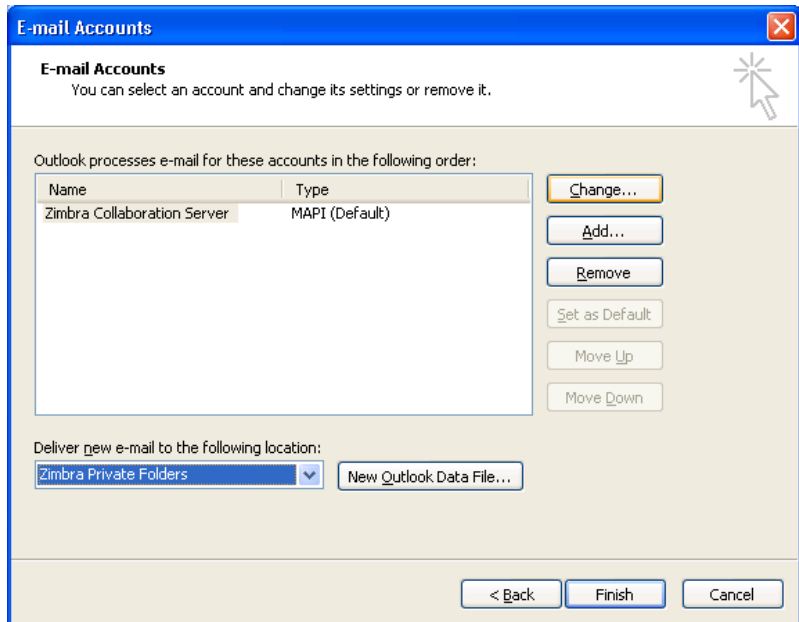 E-mail Accounts
E-mail Accounts
You can select an account and change its settings or remove it.
Outlook processes e-mail for these accounts in the following order:
Name Type
Zimbra Collaboration Server MAPI (Default)
Change...
Add...
Remove
Set as Default
Move Up
Move Down
Deliver new e-mail to the following location:
Zimbra Private Folders New Outlook Data File...
< Back Finish Cancel